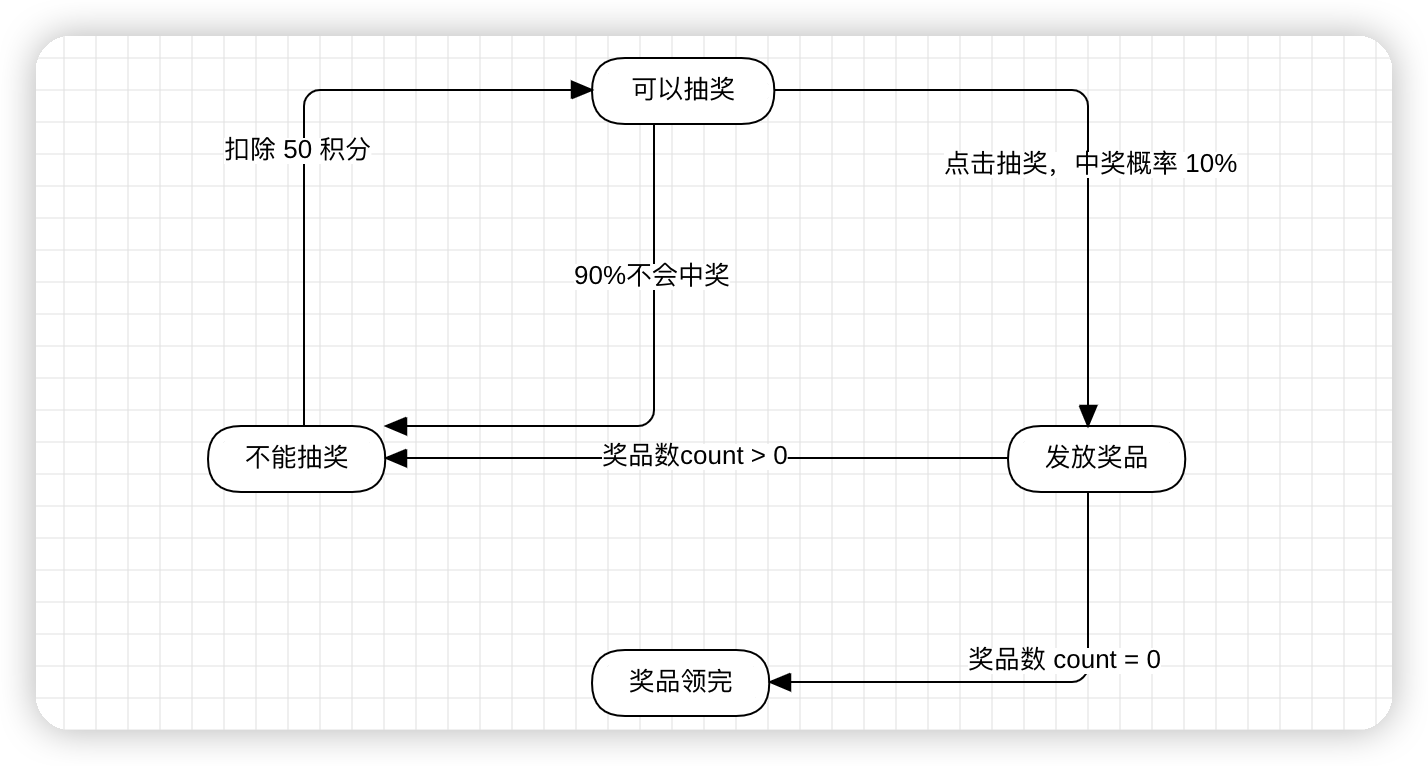 可以抽奖
扣除 50 积分
点击抽奖，中奖概率 10%
90%不会中奖
不能抽奖
奖品数count > 0
发放奖品
奖品数 count = 0
奖品领完